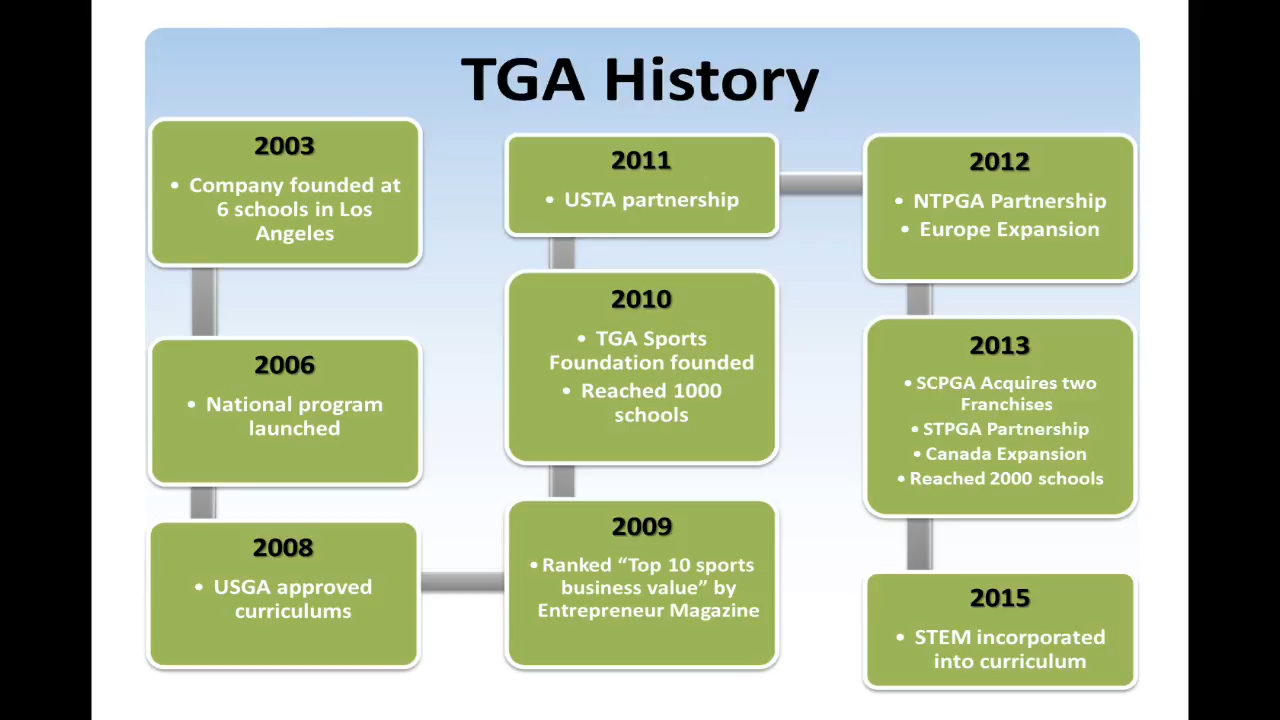 TGA History
2003
• Company founded at
6 schools in Los
Angeles
2006
• National program
launched
2008
• USGA approved
curriculums
2009
• Ranked “Top 10 sports
business value” by
Entrepreneur Magazine
2010
• TGA Sports
Foundation founded
• Reached 1000
schools
2011
• USTA partnership
2012
• NTPGA Partnership
• Europe Expansion
2013
• SCPGA Acquires two
Franchises
• STPGA Partnership
• Canada Expansion
• Reached 2000 schools
2015
• STEM incorporated
into curriculum